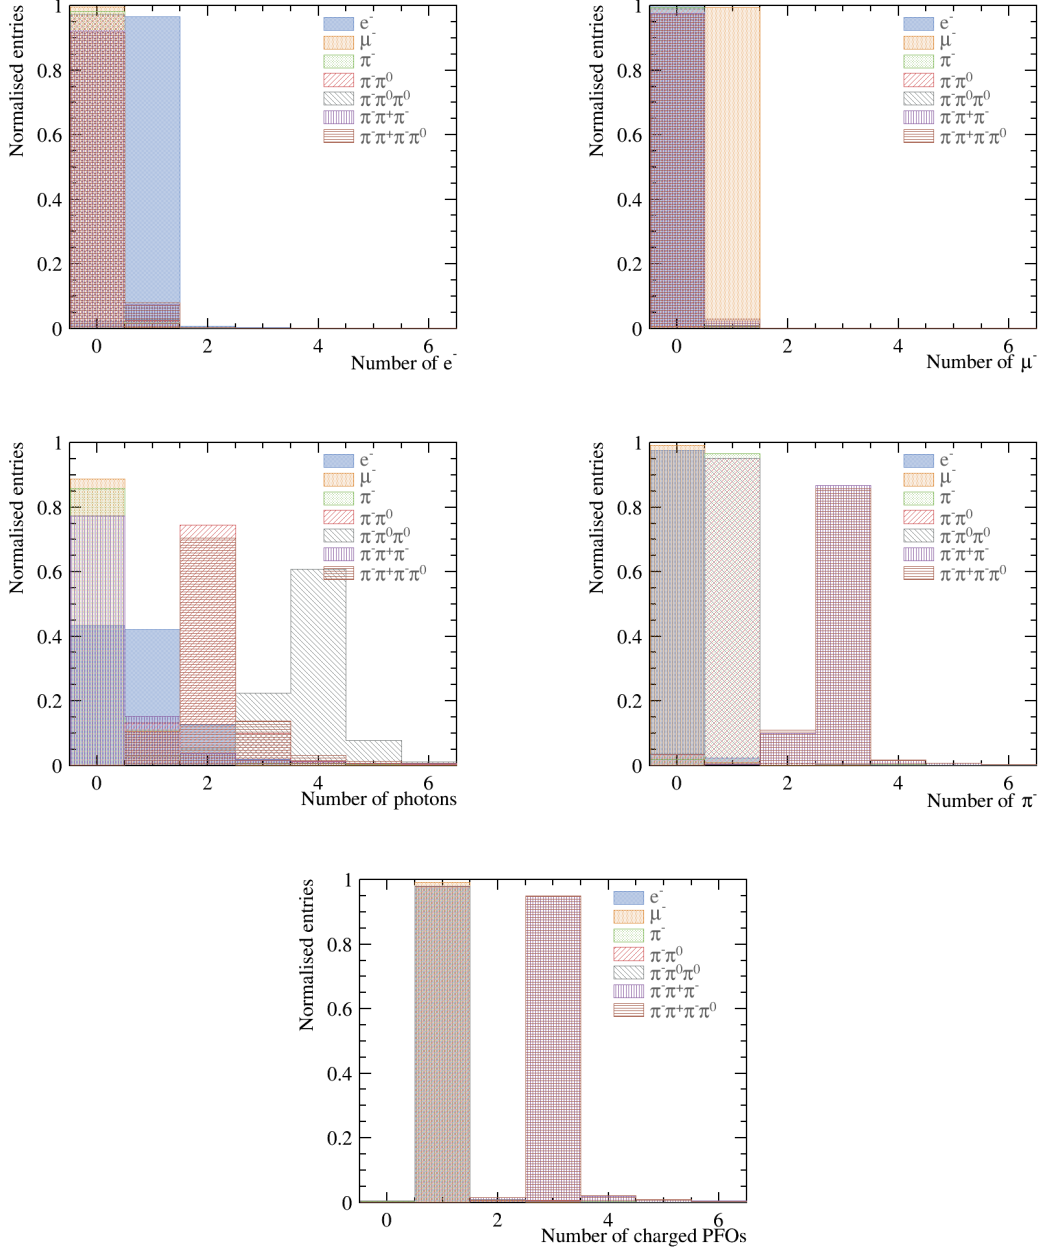 Normalised entries
1
0.8
0.6
0.4
0.2
0
0 2 4 6
Number of e⁻
e⁻
μ⁻
π⁻
π⁻π⁰
π⁻π⁰π⁰
π⁻π⁺π⁻
π⁻π⁺π⁻π⁰
Normalised entries
1
0.8
0.6
0.4
0.2
0
0 2 4 6
Number of μ⁻
e⁻
μ⁻
π⁻
π⁻π⁰
π⁻π⁰π⁰
π⁻π⁺π⁻
π⁻π⁺π⁻π⁰
Normalised entries
1
0.8
0.6
0.4
0.2
0
0 2 4 6
Number of photons
e⁻
μ⁻
π⁻
π⁻π⁰
π⁻π⁰π⁰
π⁻π⁺π⁻
π⁻π⁺π⁻π⁰
Normalised entries
1
0.8
0.6
0.4
0.2
0
0 2 4 6
Number of π⁻
e⁻
μ⁻
π⁻
π⁻π⁰
π⁻π⁰π⁰
π⁻π⁺π⁻
π⁻π⁺π⁻π⁰
Normalised entries
1
0.8
0.6
0.4
0.2
0
0 2 4 6
Number of charged PFOs
e⁻
μ⁻
π⁻
π⁻π⁰
π⁻π⁰π⁰
π⁻π⁺π⁻
π⁻π⁺π⁻π⁰